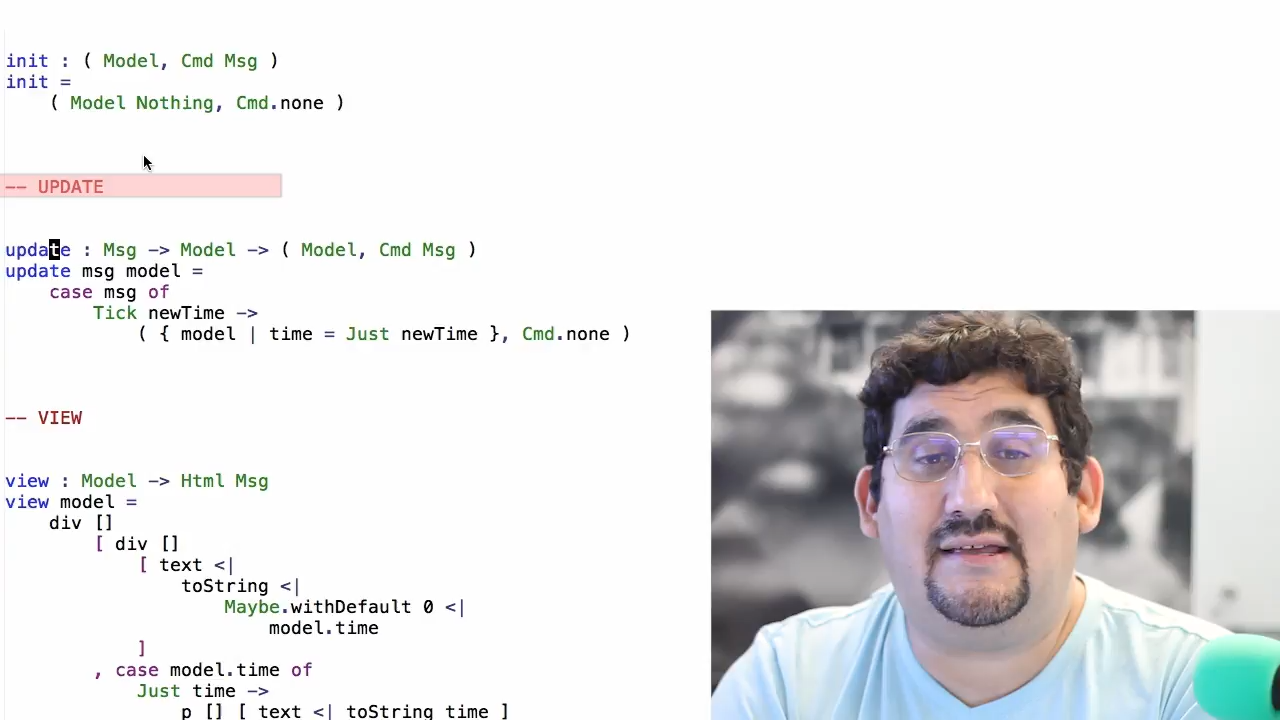 init : ( Model, Cmd Msg )
init =
    ( Model Nothing, Cmd.none )
-- UPDATE
update : Msg -> Model -> ( Model, Cmd Msg )
update msg model =
    case msg of
        Tick newTime ->
            ( { model | time = Just newTime }, Cmd.none )
-- VIEW
view : Model -> Html Msg
view model =
    div []
        [ div []
            [ text <|
                toString <|
                    Maybe.withDefault 0 <|
                        model.time
            ]
        , case model.time of
            Just time ->
                p [] [ text <| toString time ]